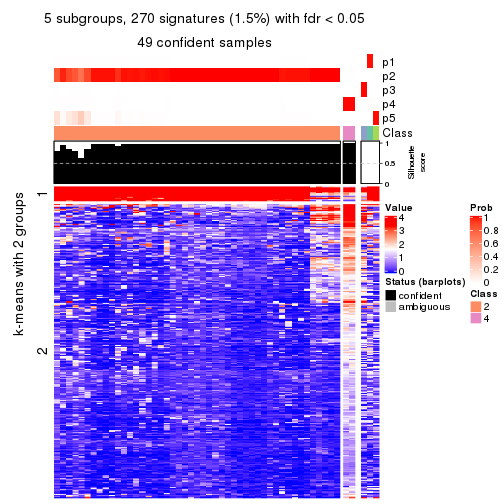 5 subgroups, 270 signatures (1.5%) with fdr < 0.05
49 confident samples
p1
p2
p3
p4
p5
Class
1
0.5
0
Silhouette
score
k-means with 2 groups
1
2
Value
4
3
2
1
0
Status (barplots)
confident
ambiguous
Prob
1
0.8
0.6
0.4
0.2
0
Class
2
4